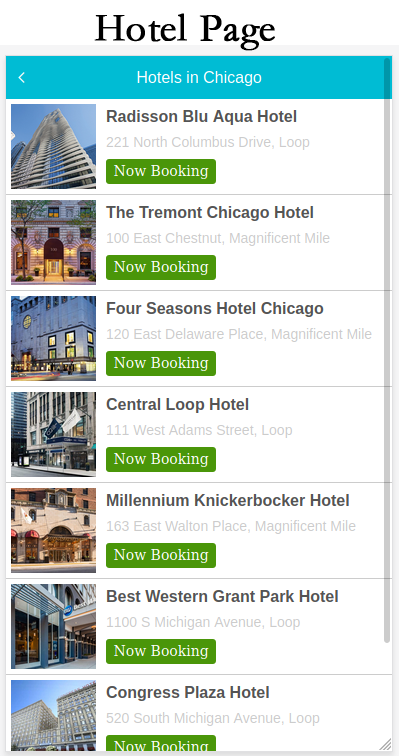 Hotel Page
Hotels in Chicago
Radisson Blu Aqua Hotel
221 North Columbus Drive, Loop
Now Booking
The Tremont Chicago Hotel
100 East Chestnut, Magnificent Mile
Now Booking
Four Seasons Hotel Chicago
120 East Delaware Place, Magnificent Mile
Now Booking
Central Loop Hotel
111 West Adams Street, Loop
Now Booking
Millennium Knickerbocker Hotel
163 East Walton Place, Magnificent Mile
Now Booking
Best Western Grant Park Hotel
1100 S Michigan Avenue, Loop
Now Booking
Congress Plaza Hotel
520 South Michigan Avenue, Loop
Now Booking